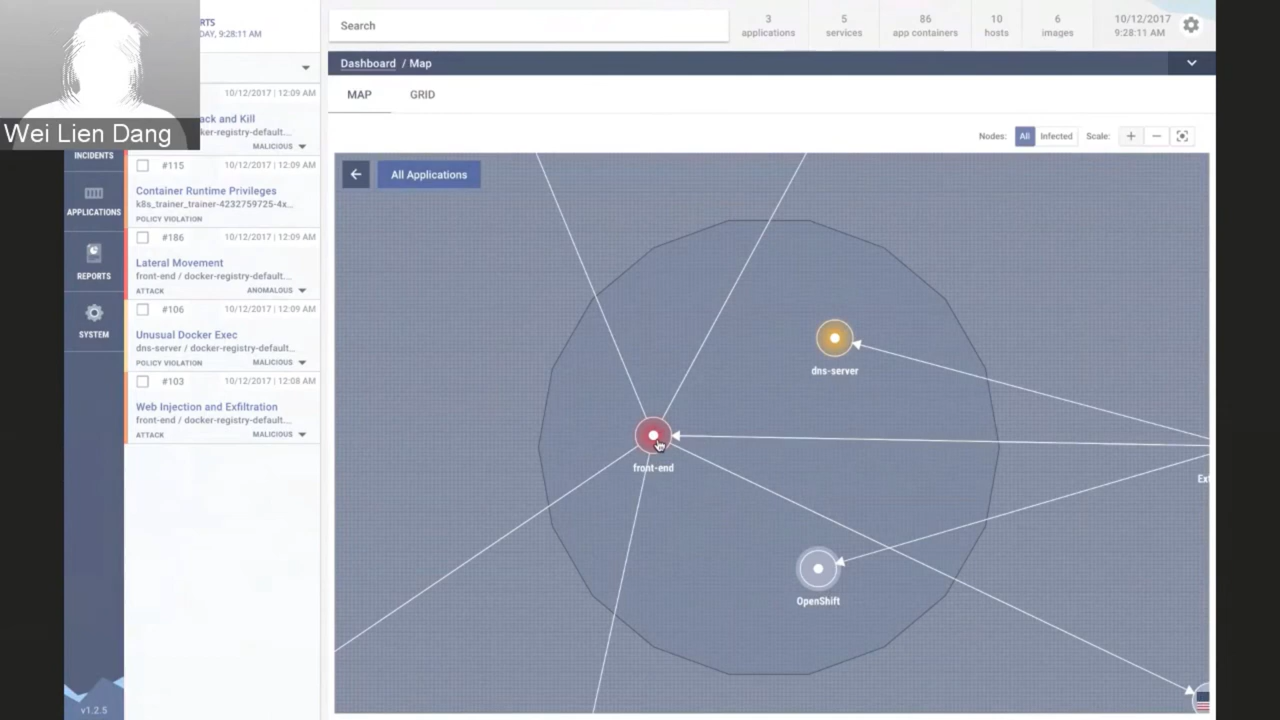 RTS
DAY, 9:28:11 AM
Search
3
applications
5
services
86
app containers
10
hosts
6
images
10/12/2017
9:28:11 AM
Wei Lien Dang
INCIDENTS
APPLICATIONS
REPORTS
SYSTEM
v1.2.5
10/12/2017 | 12:09 AM
ack and Kill
ker-registry-default...
MALICIOUS
#115
10/12/2017 | 12:09 AM
Container Runtime Privileges
k8s_trainer_trainer-4232759725-4x...
POLICY VIOLATION
#186
10/12/2017 | 12:09 AM
Lateral Movement
front-end / docker-registry-default...
ATTACK
ANOMALOUS
#106
10/12/2017 | 12:09 AM
Unusual Docker Exec
dns-server / docker-registry-default...
POLICY VIOLATION
MALICIOUS
#103
10/12/2017 | 12:08 AM
Web Injection and Exfiltration
front-end / docker-registry-default...
ATTACK
MALICIOUS
Dashboard / Map
MAP
GRID
Nodes:
All
Infected
Scale:
All Applications
dns-server
front-end
Ext
OpenShift